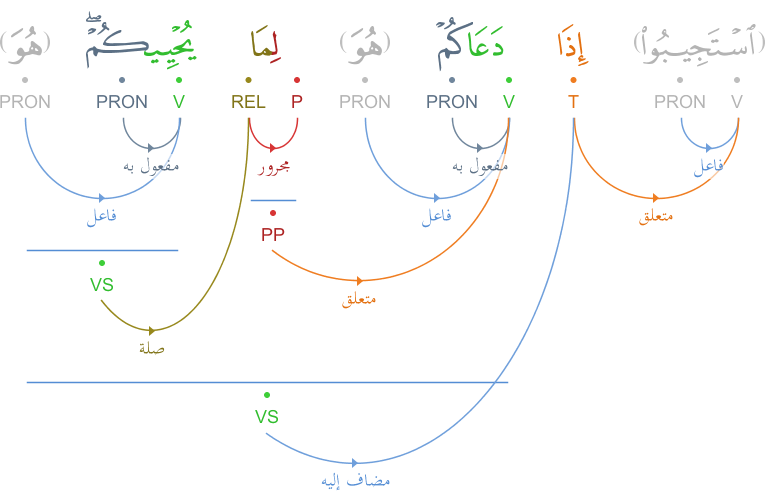 (ٱسْتَجِيبُوا۟) إِذَا دَعَاكُمْ (هُوَ) لِمَا يُحْيِيكُمْ ۖ (هُوَ)
V PRON T V PRON PRON P REL V PRON PRON
فاعل مفعول به مجرور مفعول به
متعلق فاعل فاعل
PP
VS متعلق
صلة
VS
مضاف إليه